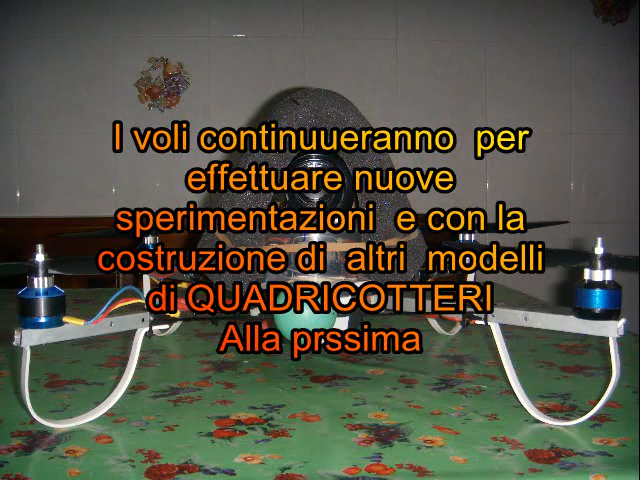 I voli continuueranno  per
effettuare nuove
sperimentazioni  e con la
costruzione di  altri  modelli
di QUADRICOTTERI
Alla prssima